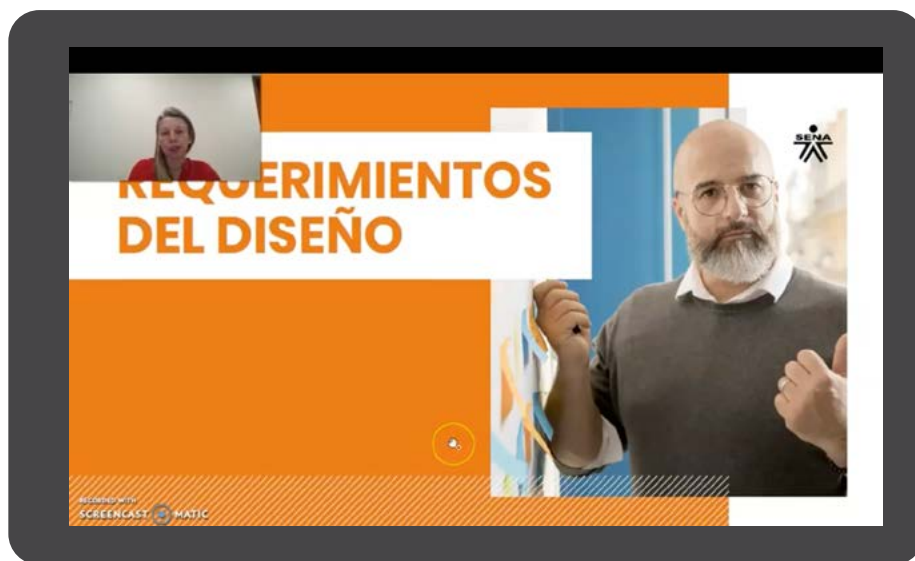 REQUERIMIENTOS
DEL DISEÑO
SENA
RECORDED WITH
SCREENCAST MATIC